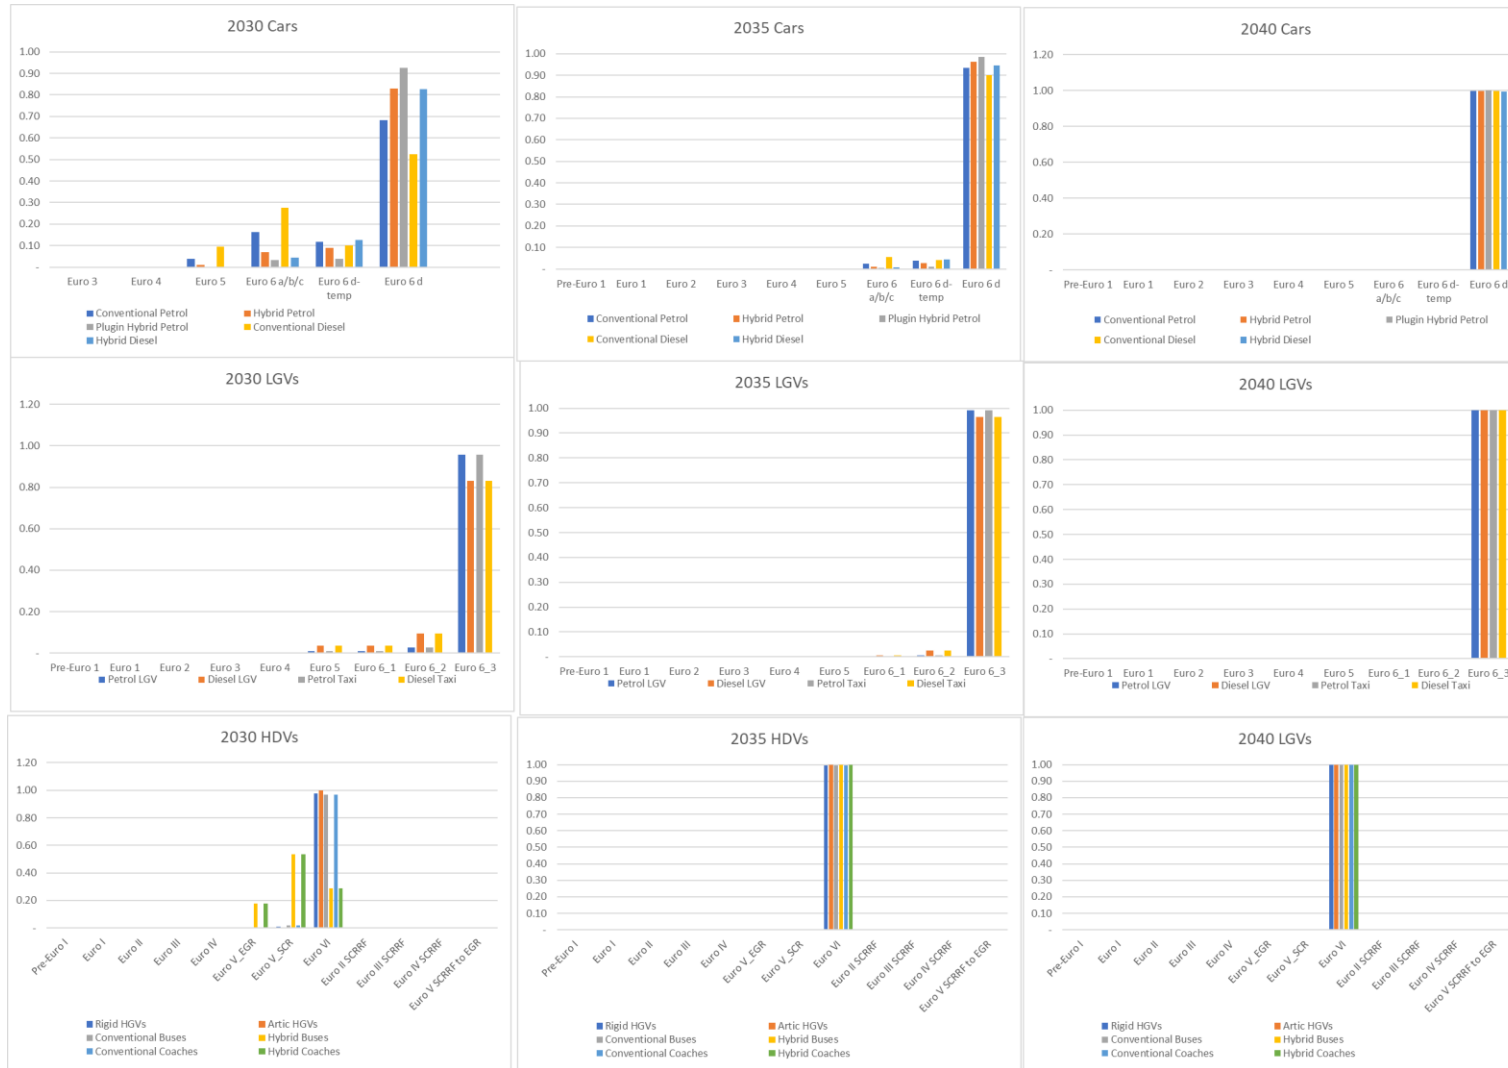 2030 Cars
1.00
0.90
0.80
0.70
0.60
0.50
0.40
0.30
0.20
0.10
-
Euro 3 Euro 4 Euro 5 Euro 6 a/b/c Euro 6 d-
temp Euro 6 d
Conventional Petrol Hybrid Petrol
Plugin Hybrid Petrol Conventional Diesel
Hybrid Diesel
2035 Cars
1.00
0.90
0.80
0.70
0.60
0.50
0.40
0.30
0.20
0.10
-
Pre-Euro 1 Euro 1 Euro 2 Euro 3 Euro 4 Euro 5 Euro 6
a/b/c Euro 6 d-
temp Euro 6 d
Conventional Petrol Hybrid Petrol Plugin Hybrid Petrol
Conventional Diesel Hybrid Diesel
2040 Cars
1.20
1.00
0.80
0.60
0.40
0.20
-
Pre-Euro 1 Euro 1 Euro 2 Euro 3 Euro 4 Euro 5 Euro 6
a/b/c Euro 6 d-
temp Euro 6 d
Conventional Petrol Hybrid Petrol Plugin Hybrid Petrol
Conventional Diesel Hybrid Diesel
2030 LGVs
1.20
1.00
0.80
0.60
0.40
0.20
-
Pre-Euro 1 Euro 1 Euro 2 Euro 3 Euro 4 Euro 5 Euro 6_1 Euro 6_2 Euro 6_3
Petrol LGV Diesel LGV Petrol Taxi Diesel Taxi
2035 LGVs
1.00
0.90
0.80
0.70
0.60
0.50
0.40
0.30
0.20
0.10
-
Pre-Euro 1 Euro 1 Euro 2 Euro 3 Euro 4 Euro 5 Euro 6_1 Euro 6_2 Euro 6_3
Petrol LGV Diesel LGV Petrol Taxi Diesel Taxi
2040 LGVs
1.00
0.90
0.80
0.70
0.60
0.50
0.40
0.30
0.20
0.10
-
Pre-Euro 1 Euro 1 Euro 2 Euro 3 Euro 4 Euro 5 Euro 6_1 Euro 6_2 Euro 6_3
Petrol LGV Diesel LGV Petrol Taxi Diesel Taxi
2030 HDVs
1.20
1.00
0.80
0.60
0.40
0.20
-
Pre-Euro I Euro I Euro II Euro III Euro IV Euro V_EGR Euro V_SCR Euro VI Euro II SCRRF Euro III SCRRF Euro IV SCRRF Euro V SCRRF to EGR
Rigid HGVs Artic HGVs
Conventional Buses Hybrid Buses
Conventional Coaches Hybrid Coaches
2035 HDVs
1.00
0.90
0.80
0.70
0.60
0.50
0.40
0.30
0.20
0.10
-
Pre-Euro I Euro I Euro II Euro III Euro IV Euro V_EGR Euro V_SCR Euro VI Euro II SCRRF Euro III SCRRF Euro IV SCRRF Euro V SCRRF to EGR
Rigid HGVs Artic HGVs
Conventional Buses Hybrid Buses
Conventional Coaches Hybrid Coaches
2040 LGVs
1.00
0.90
0.80
0.70
0.60
0.50
0.40
0.30
0.20
0.10
-
Pre-Euro I Euro I Euro II Euro III Euro IV Euro V_EGR Euro V_SCR Euro VI Euro II SCRRF Euro III SCRRF Euro IV SCRRF Euro V SCRRF to EGR
Rigid HGVs Artic HGVs
Conventional Buses Hybrid Buses
Conventional Coaches Hybrid Coaches